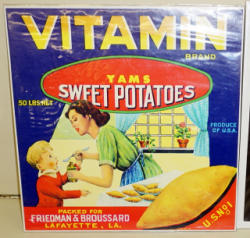 VITAMIN
BRAND
YAMS
SWEET POTATOES
50 LBS. NET
PRODUCE
OF U.S.A.
PACKED FOR
FRIEDMAN & BROUSSARD
LAFAYETTE, LA.
U.S. NO 1